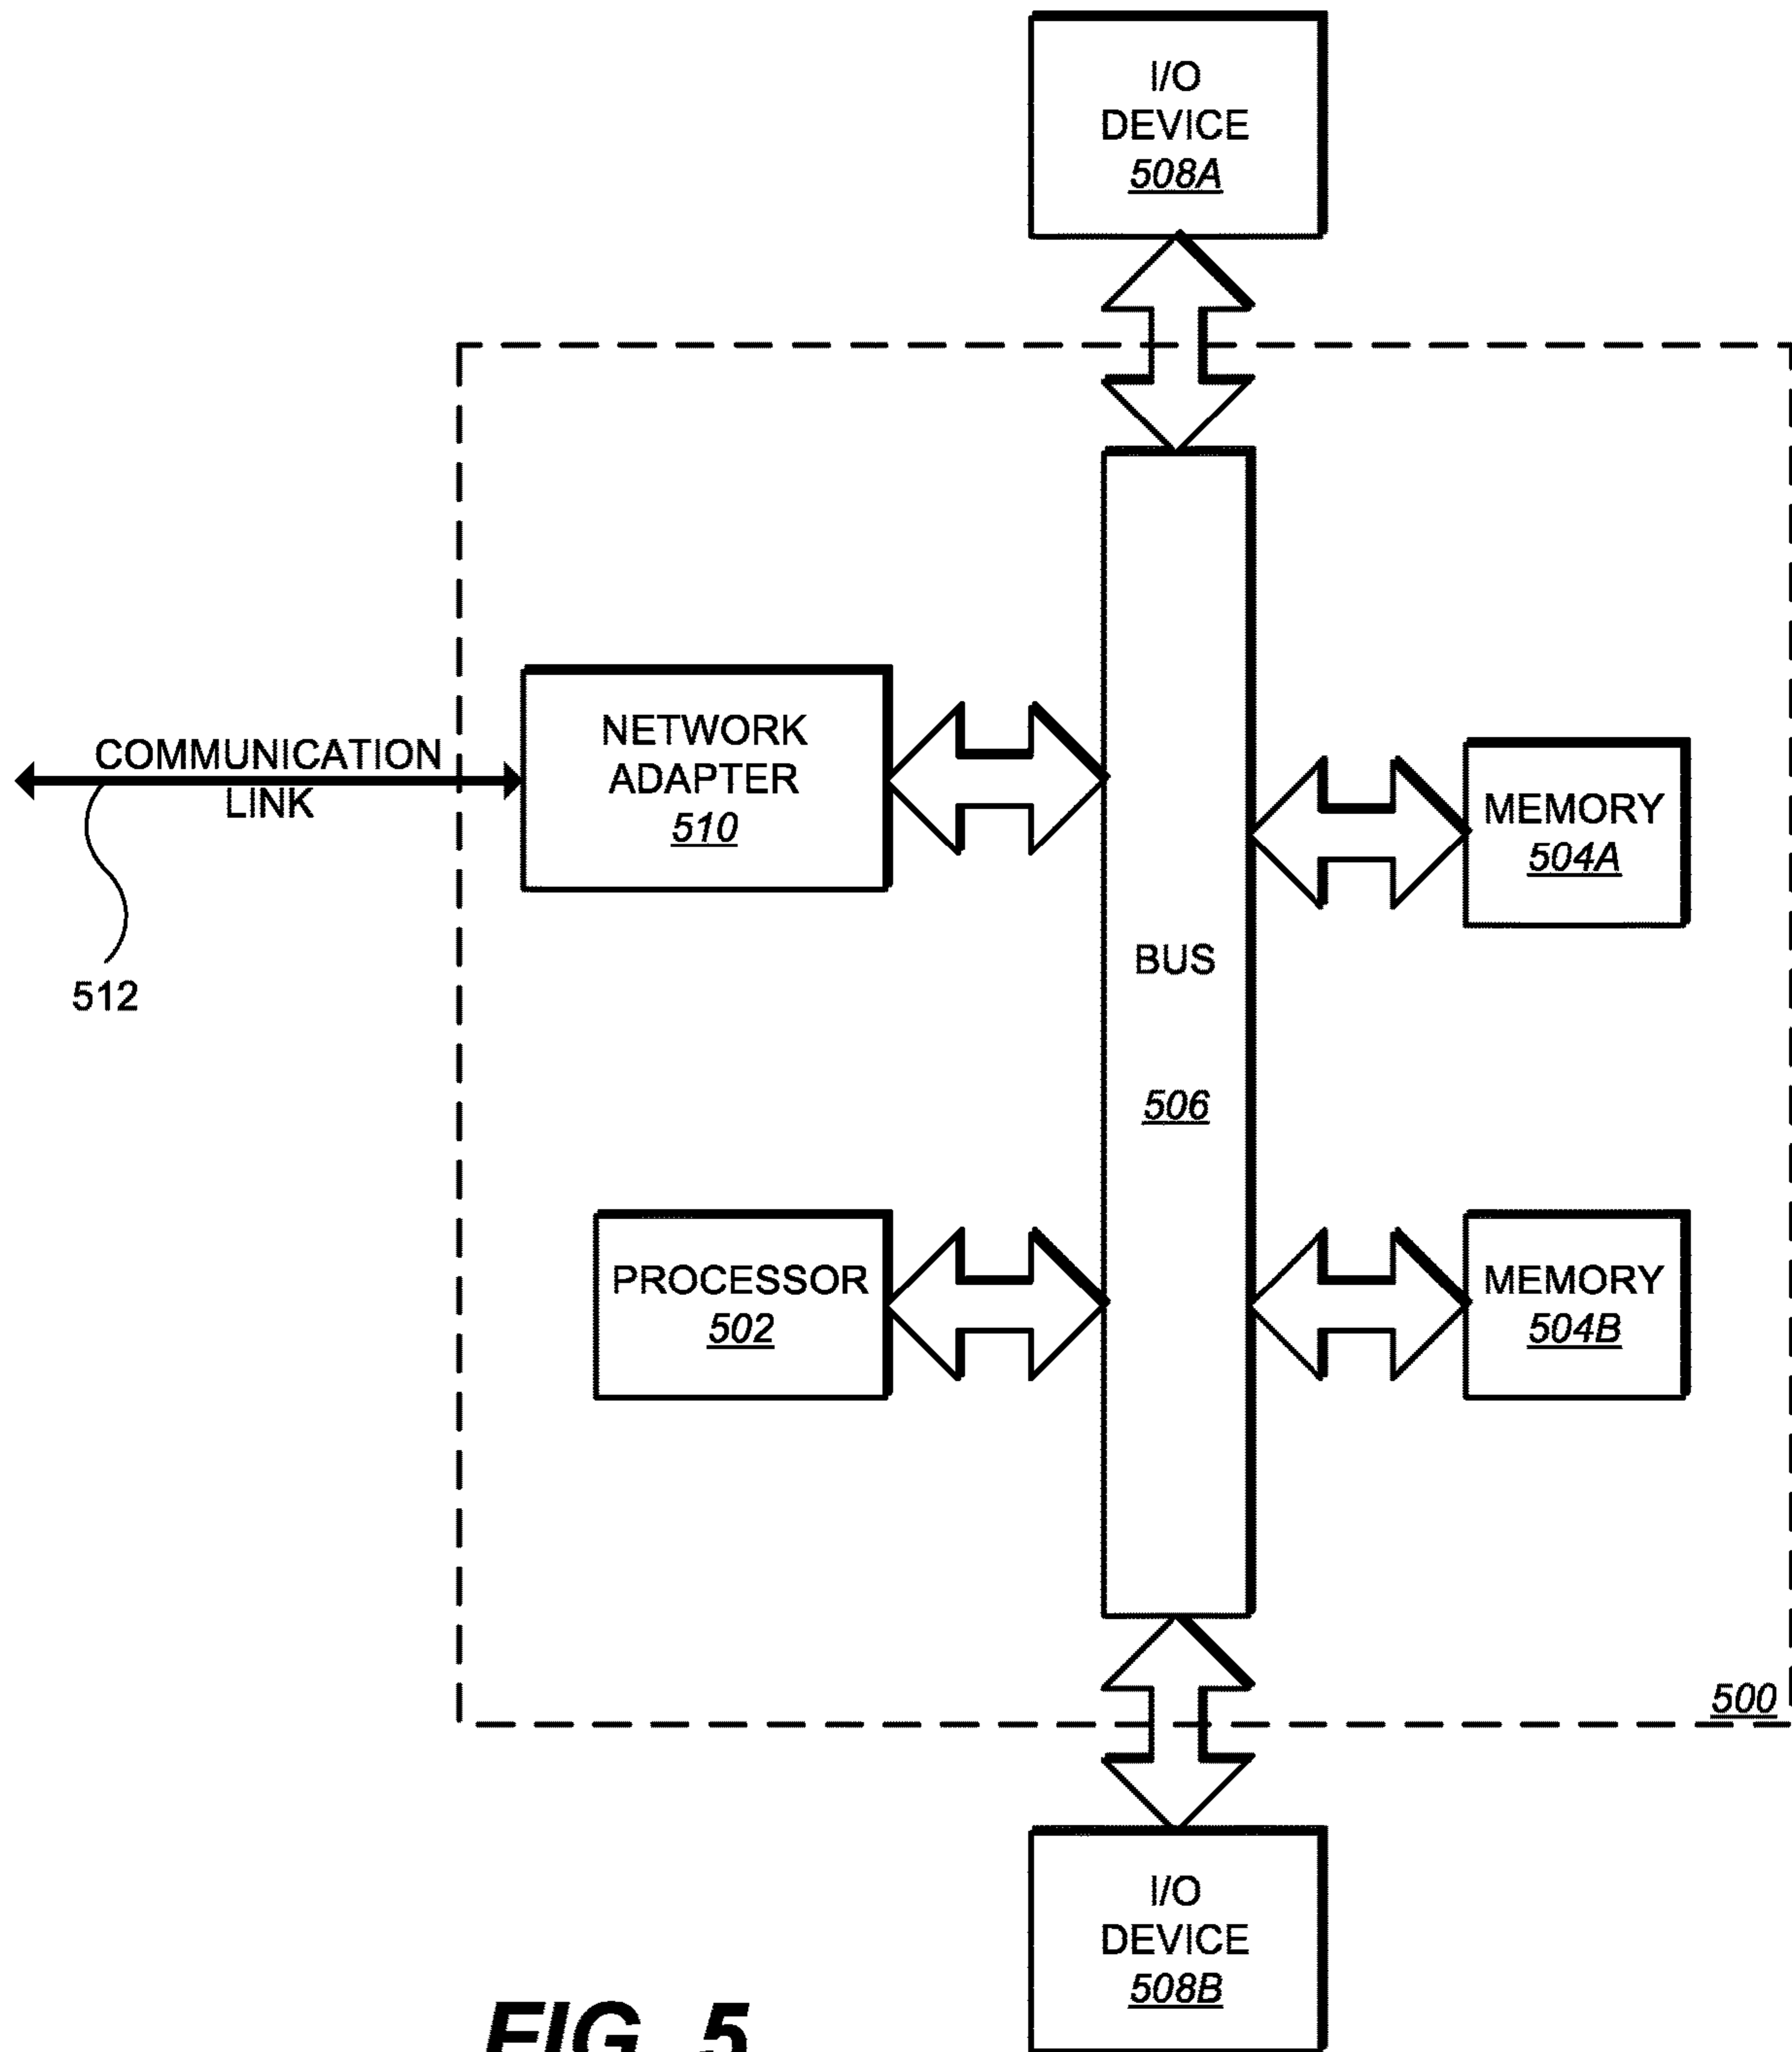 I/O
DEVICE
508A
NETWORK
ADAPTER
510
COMMUNICATION
LINK
512
MEMORY
504A
BUS
506
PROCESSOR
502
MEMORY
504B
500
I/O
DEVICE
508B
FIG. 5